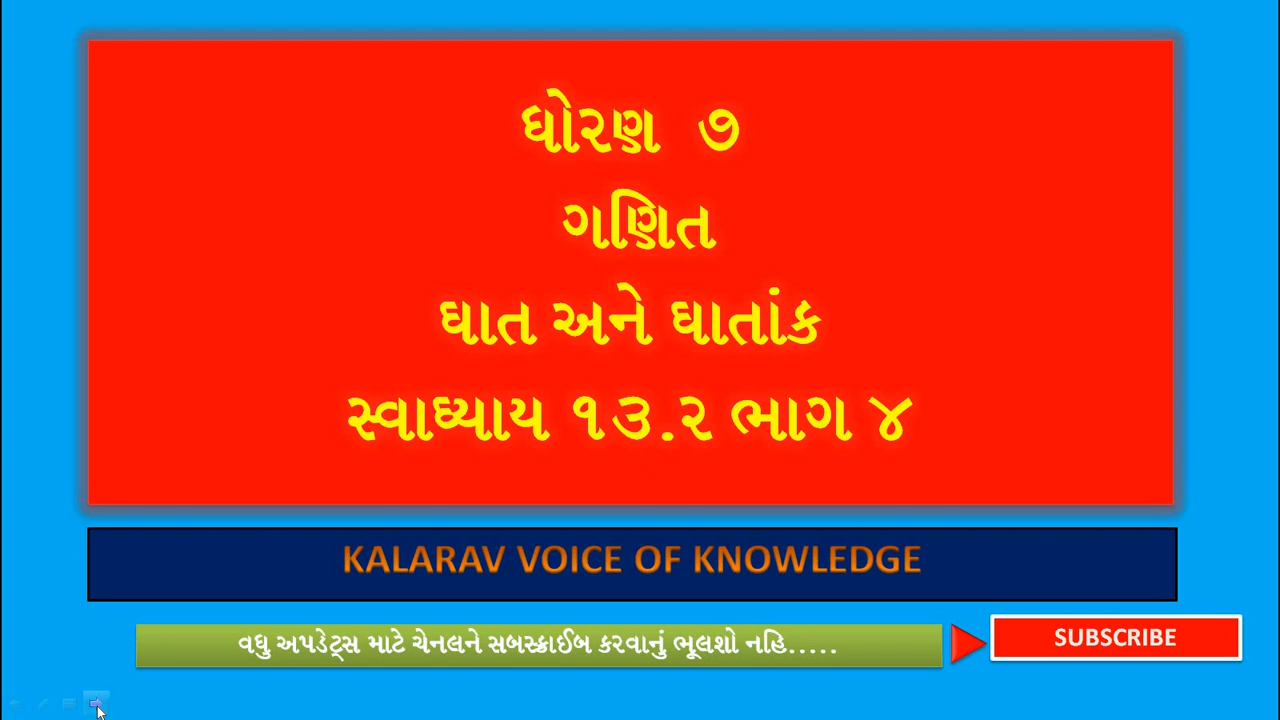 ધોરણ ૭
ગણિત
ઘાત અને ઘાતાંક
સ્વાધ્યાય ૧૩.૨ ભાગ ૪
KALARAV VOICE OF KNOWLEDGE
વધુ અપડેટ્સ માટે ચેનલને સબસ્ક્રાઈબ કરવાનું ભૂલશો નહિ.....
SUBSCRIBE